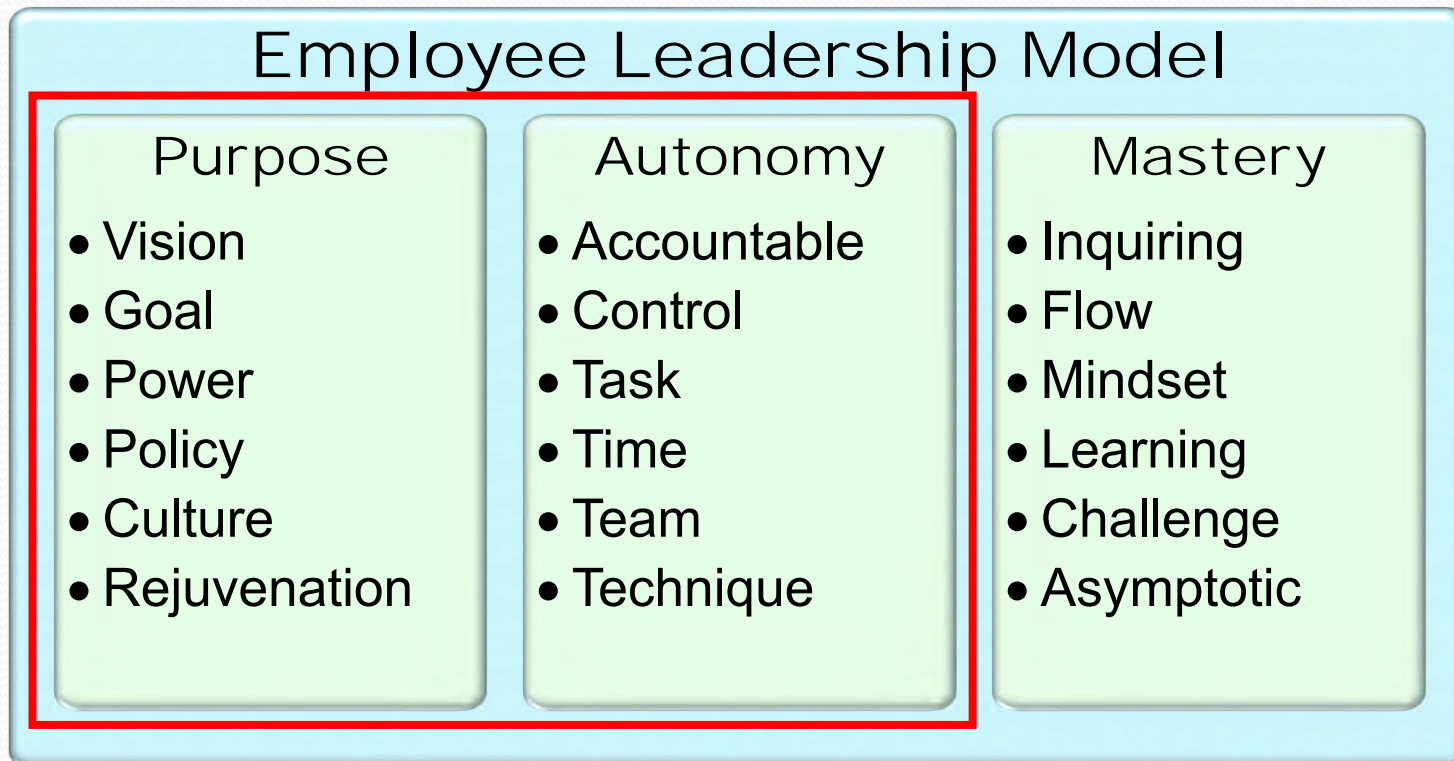 Employee Leadership Model
Purpose
• Vision
• Goal
• Power
• Policy
• Culture
• Rejuvenation
Autonomy
• Accountable
• Control
• Task
• Time
• Team
• Technique
Mastery
• Inquiring
• Flow
• Mindset
• Learning
• Challenge
• Asymptotic